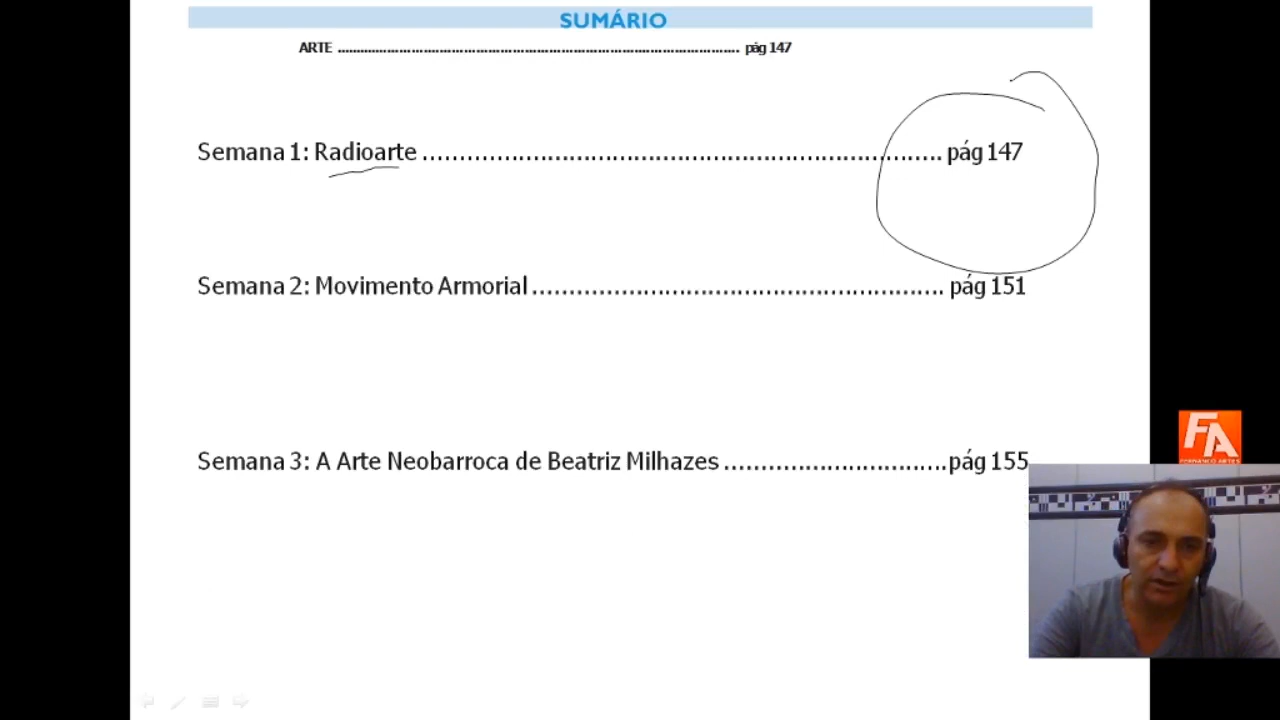 SUMÁRIO
ARTE ........................................................................................................ pág 147
Semana 1: Radioarte ...................................................................... pág 147
Semana 2: Movimento Armorial ....................................................... pág 151
Semana 3: A Arte Neobarroca de Beatriz Milhazes ..............................pág 155
FA